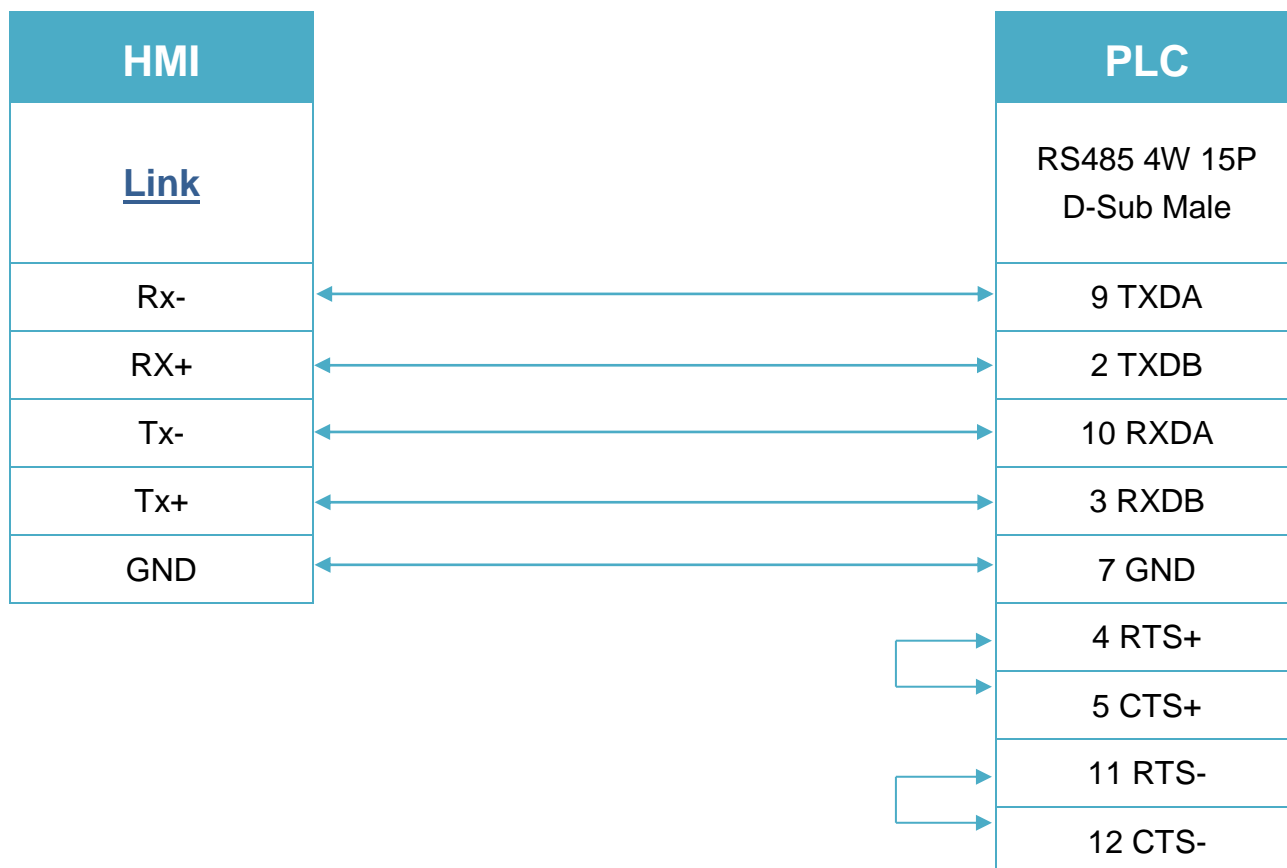 HMI
PLC
Link
RS485 4W 15P
D-Sub Male
Rx-
9 TXDA
RX+
2 TXDB
Tx-
10 RXDA
Tx+
3 RXDB
GND
7 GND
4 RTS+
5 CTS+
11 RTS-
12 CTS-